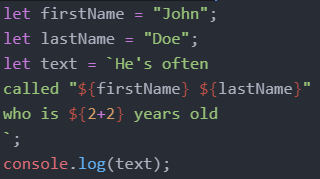 let firstName = "John";
let lastName = "Doe";
let text = `He's often
called "${firstName} ${lastName}"
who is ${2+2} years old
`;
console.log(text);